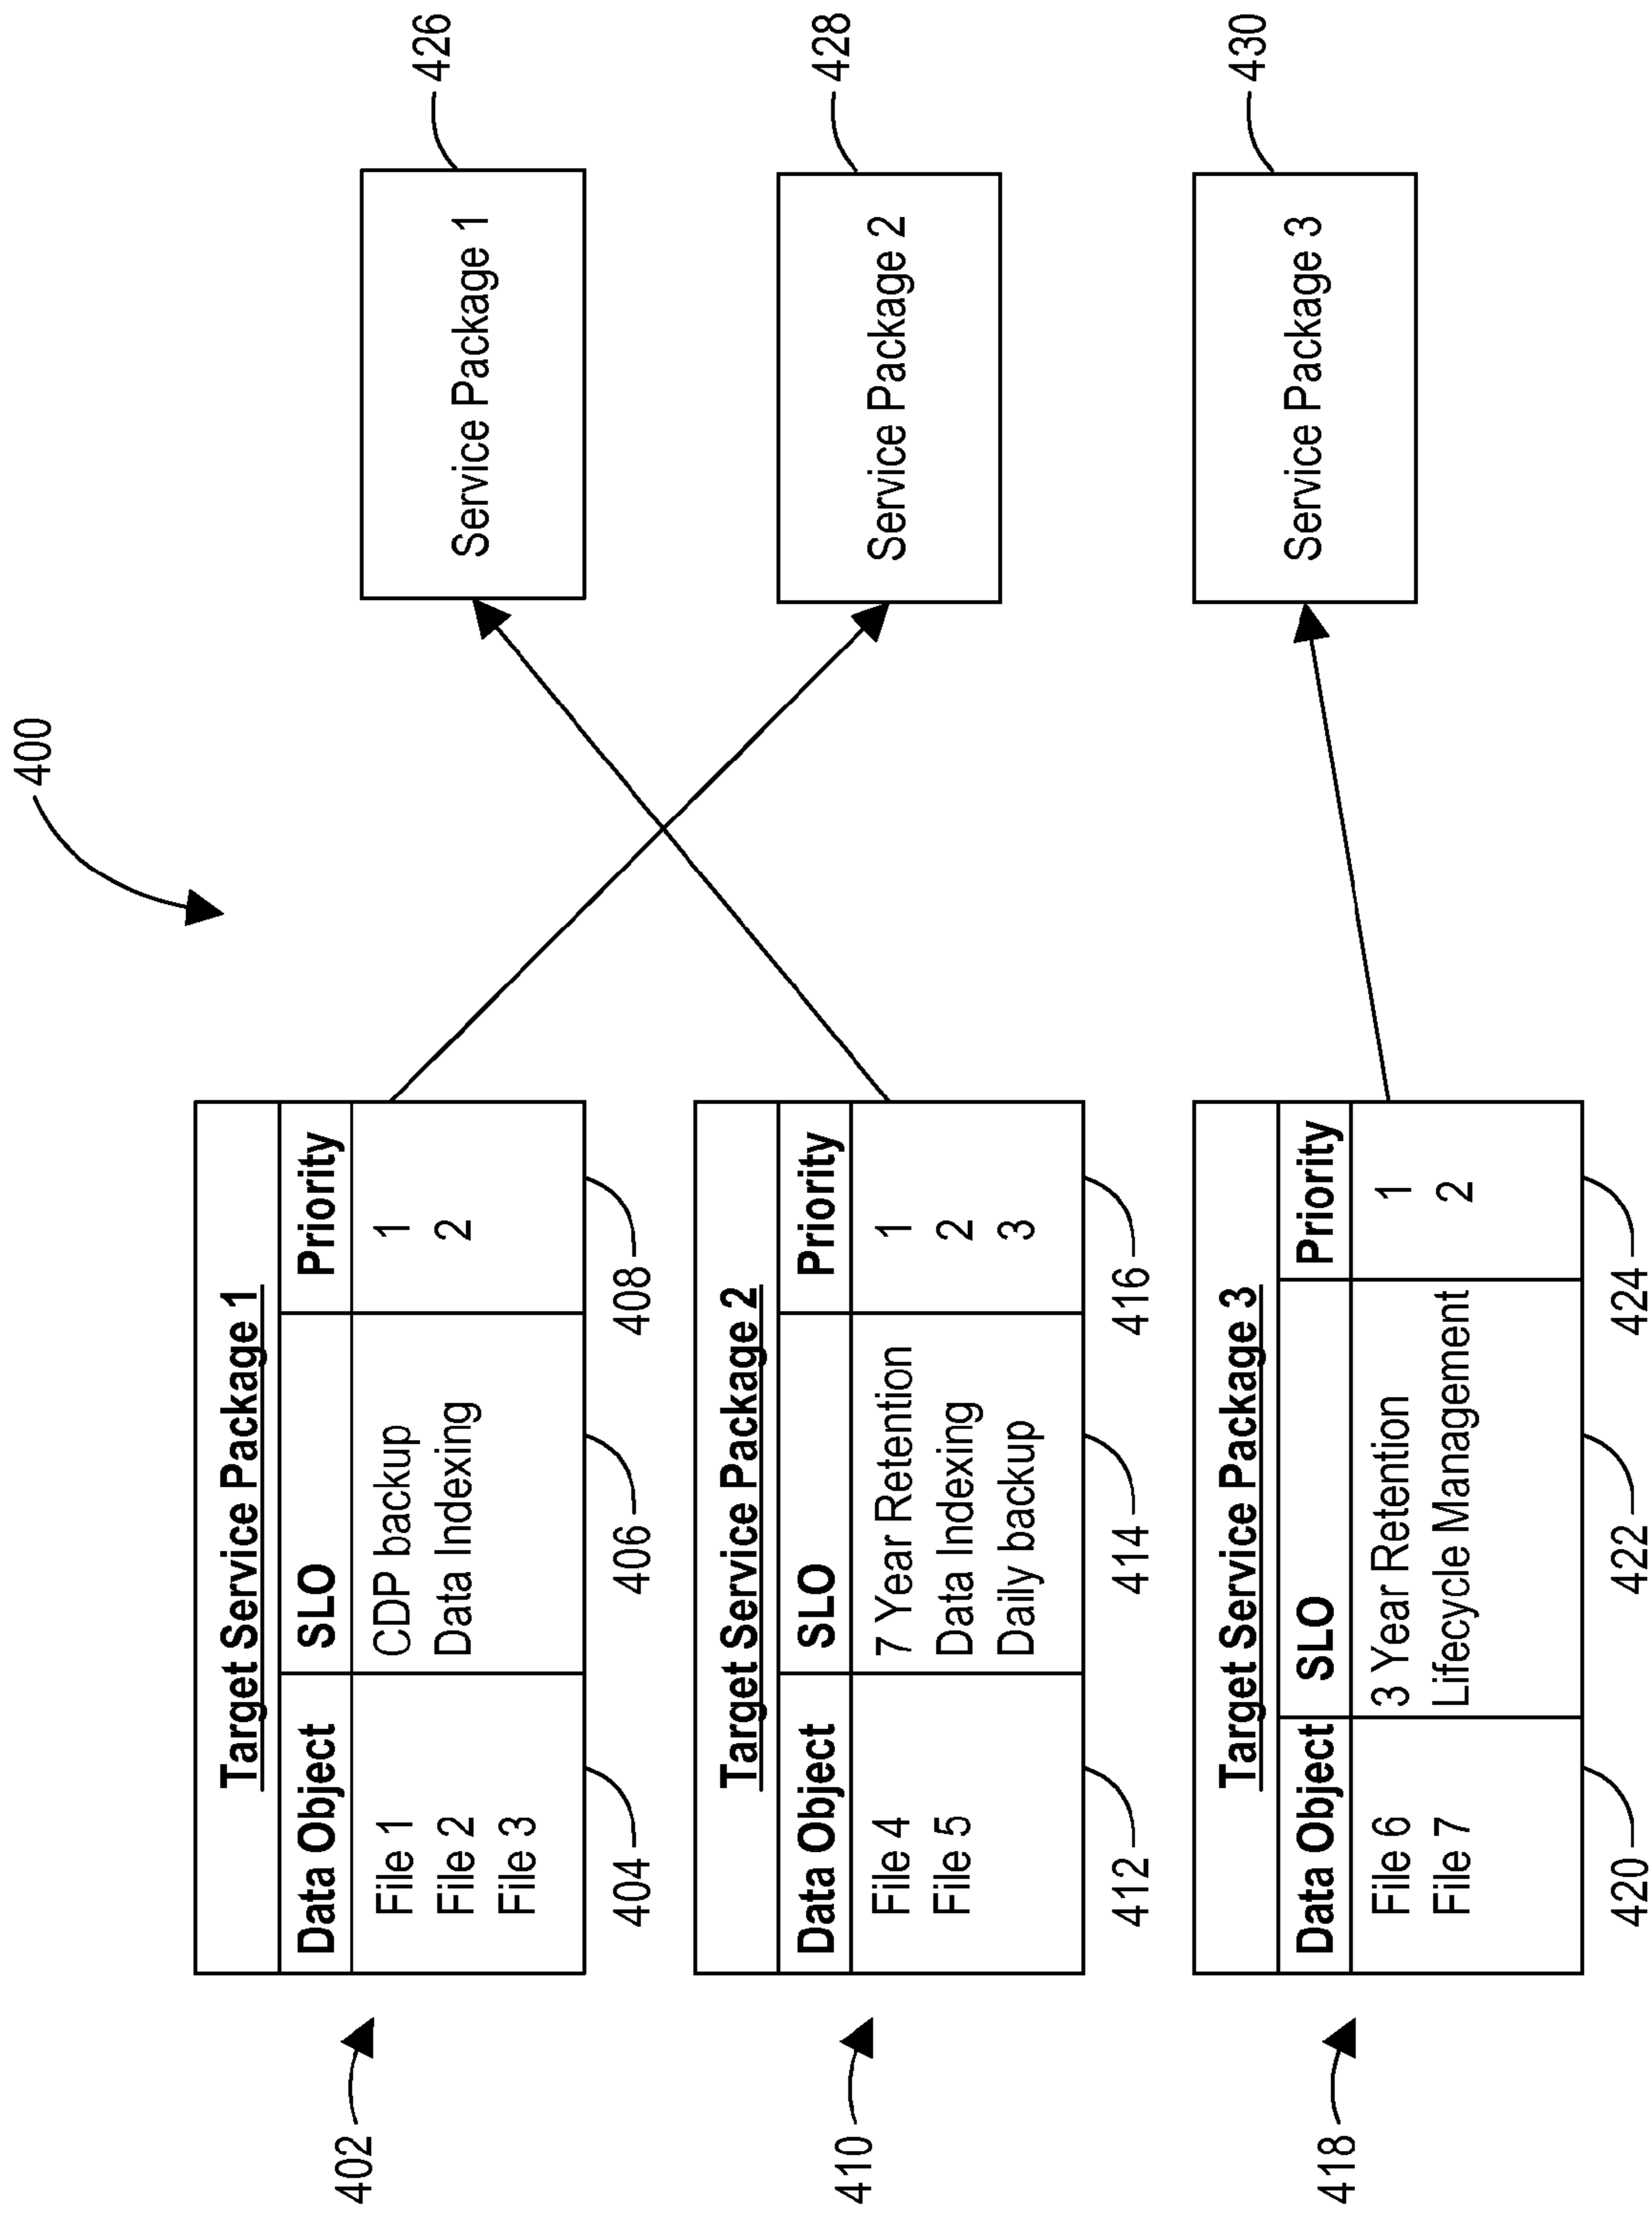 400
402
Target Service Package 1
Data Object SLO Priority
File 1 CDP backup 1
File 2 Data Indexing 2
File 3
404 406 408
Service Package 1
426
410
Target Service Package 2
Data Object SLO Priority
File 4 7 Year Retention 1
File 5 Data Indexing 2
Daily backup 3
412 414 416
Service Package 2
428
418
Target Service Package 3
Data Object SLO Priority
File 6 3 Year Retention 1
File 7 Lifecycle Management 2
420 422 424
Service Package 3
430